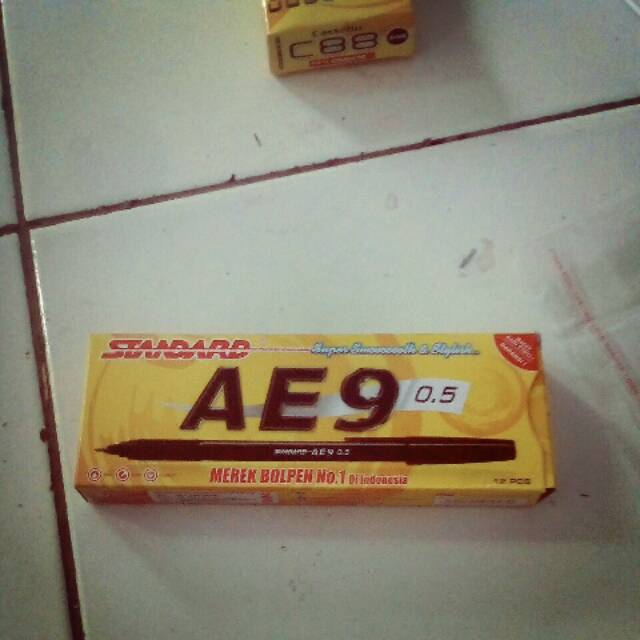 C88
STANDARD
Super Smoooooth & Stylish...
AE9 0.5
STANDARD AE9 0.5
MEREK BOLPEN No.1 Di Indonesia
12 PCS